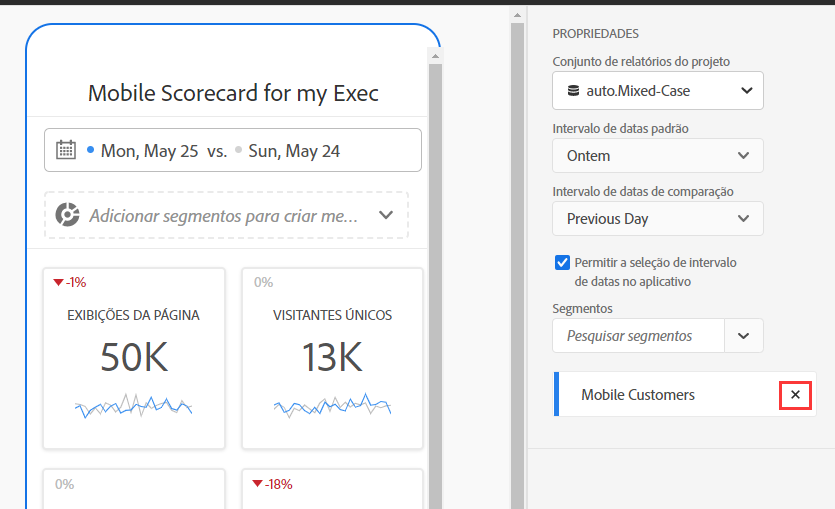 Mobile Scorecard for my Exec
Mon, May 25 vs. Sun, May 24
Adicionar segmentos para criar me...
-1%
EXIBIÇÕES DA PÁGINA
50K
0%
VISITANTES ÚNICOS
13K
0%
-18%
PROPRIEDADES
Conjunto de relatórios do projeto
auto.Mixed-Case
Intervalo de datas padrão
Ontem
Intervalo de datas de comparação
Previous Day
Permitir a seleção de intervalo
de datas no aplicativo
Segmentos
Pesquisar segmentos
Mobile Customers